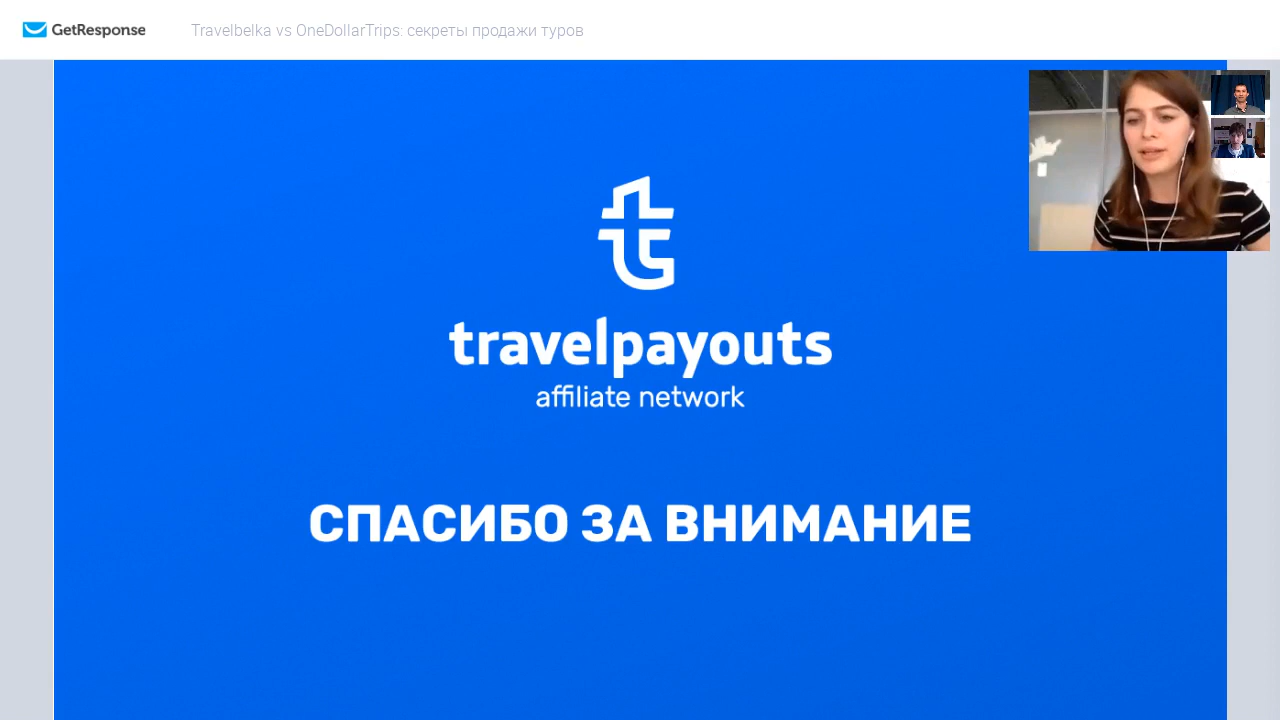 GetResponse
Travelbelka vs OneDollarTrips: секреты продажи туров
travelpayouts
affiliate network
СПАСИБО ЗА ВНИМАНИЕ